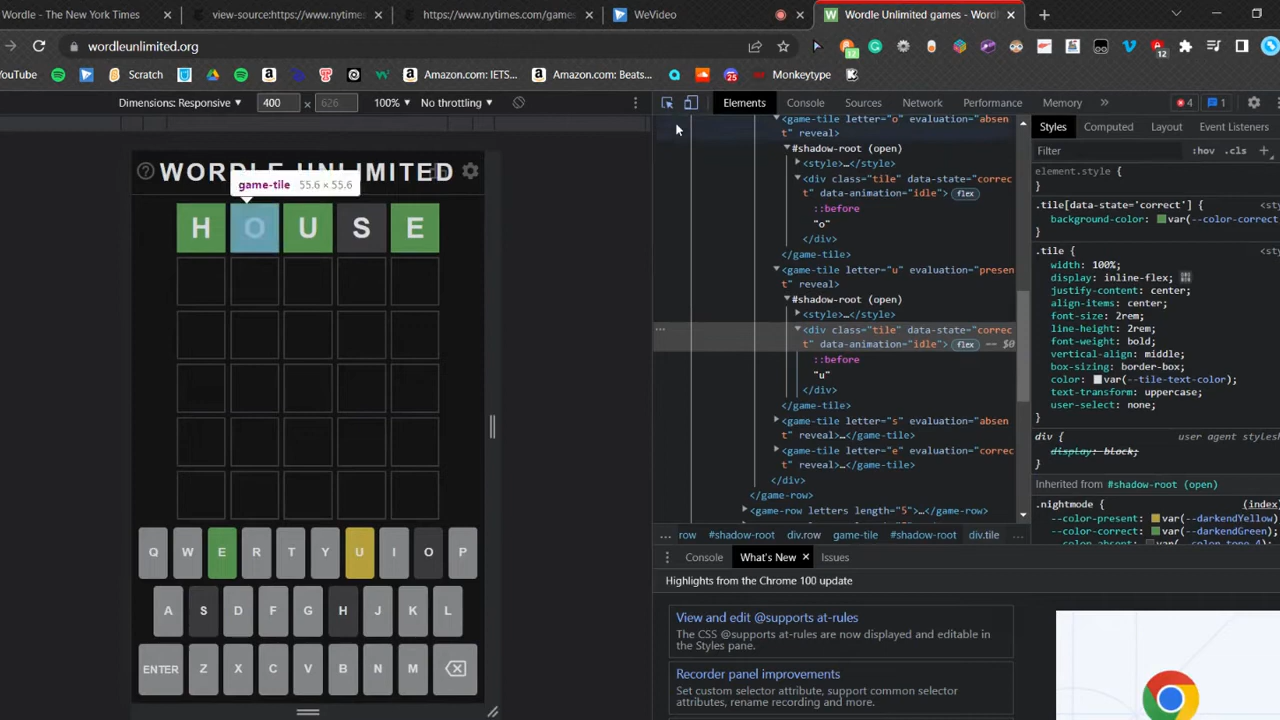 Wordle - The New York Times × view-source:https://www.nytimes × https://www.nytimes.com/games × WeVideo Wordle Unlimited games - Word ×
wordleunlimited.org
YouTube Scratch Amazon.com: IETS... Amazon.com: Beats... Monkeytype
Dimensions: Responsive 400 × 626 100% No throttling
Elements Console Sources Network Performance Memory » 4 1
Styles Computed Layout Event Listeners
Filter :hov .cls
WORDLE UNLIMITED
game-tile 55.6 × 55.6
H O U S E
Q W E R T Y U I O P
A S D F G H J K L
ENTER Z X C V B N M
<game-tile letter="o" evaluation="absen
t" reveal>
#shadow-root (open)
<style>…</style>
<div class="tile" data-state="correc
t" data-animation="idle"> flex
::before
"o"
</div>
</game-tile>
<game-tile letter="u" evaluation="presen
t" reveal>
#shadow-root (open)
<style>…</style>
<div class="tile" data-state="correc
t" data-animation="idle"> flex == $0
::before
"u"
</div>
</game-tile>
<game-tile letter="s" evaluation="absen
t" reveal>…</game-tile>
<game-tile letter="e" evaluation="correc
t" reveal>…</game-tile>
</div>
</game-row>
<game-row letters length="5">…</game-row>
... row #shadow-root div.row game-tile #shadow-root div.tile ...
element.style {
}
.tile[data-state='correct'] { <sty
background-color: var(--color-correct
}
.tile { <sty
width: 100%;
display: inline-flex;
justify-content: center;
align-items: center;
font-size: 2rem;
line-height: 2rem;
font-weight: bold;
vertical-align: middle;
box-sizing: border-box;
color: var(--tile-text-color);
text-transform: uppercase;
user-select: none;
}
div { user agent stylesh
display: block;
}
Inherited from #shadow-root (open)
.nightmode { (index)
--color-present: var(--darkendYellow
--color-correct: var(--darkendGreen);
Console What's New × Issues
Highlights from the Chrome 100 update
View and edit @supports at-rules
The CSS @supports at-rules are now displayed and editable in
the Styles pane.
Recorder panel improvements
Set custom selector attribute, support common selector
attributes, rename recording and more.